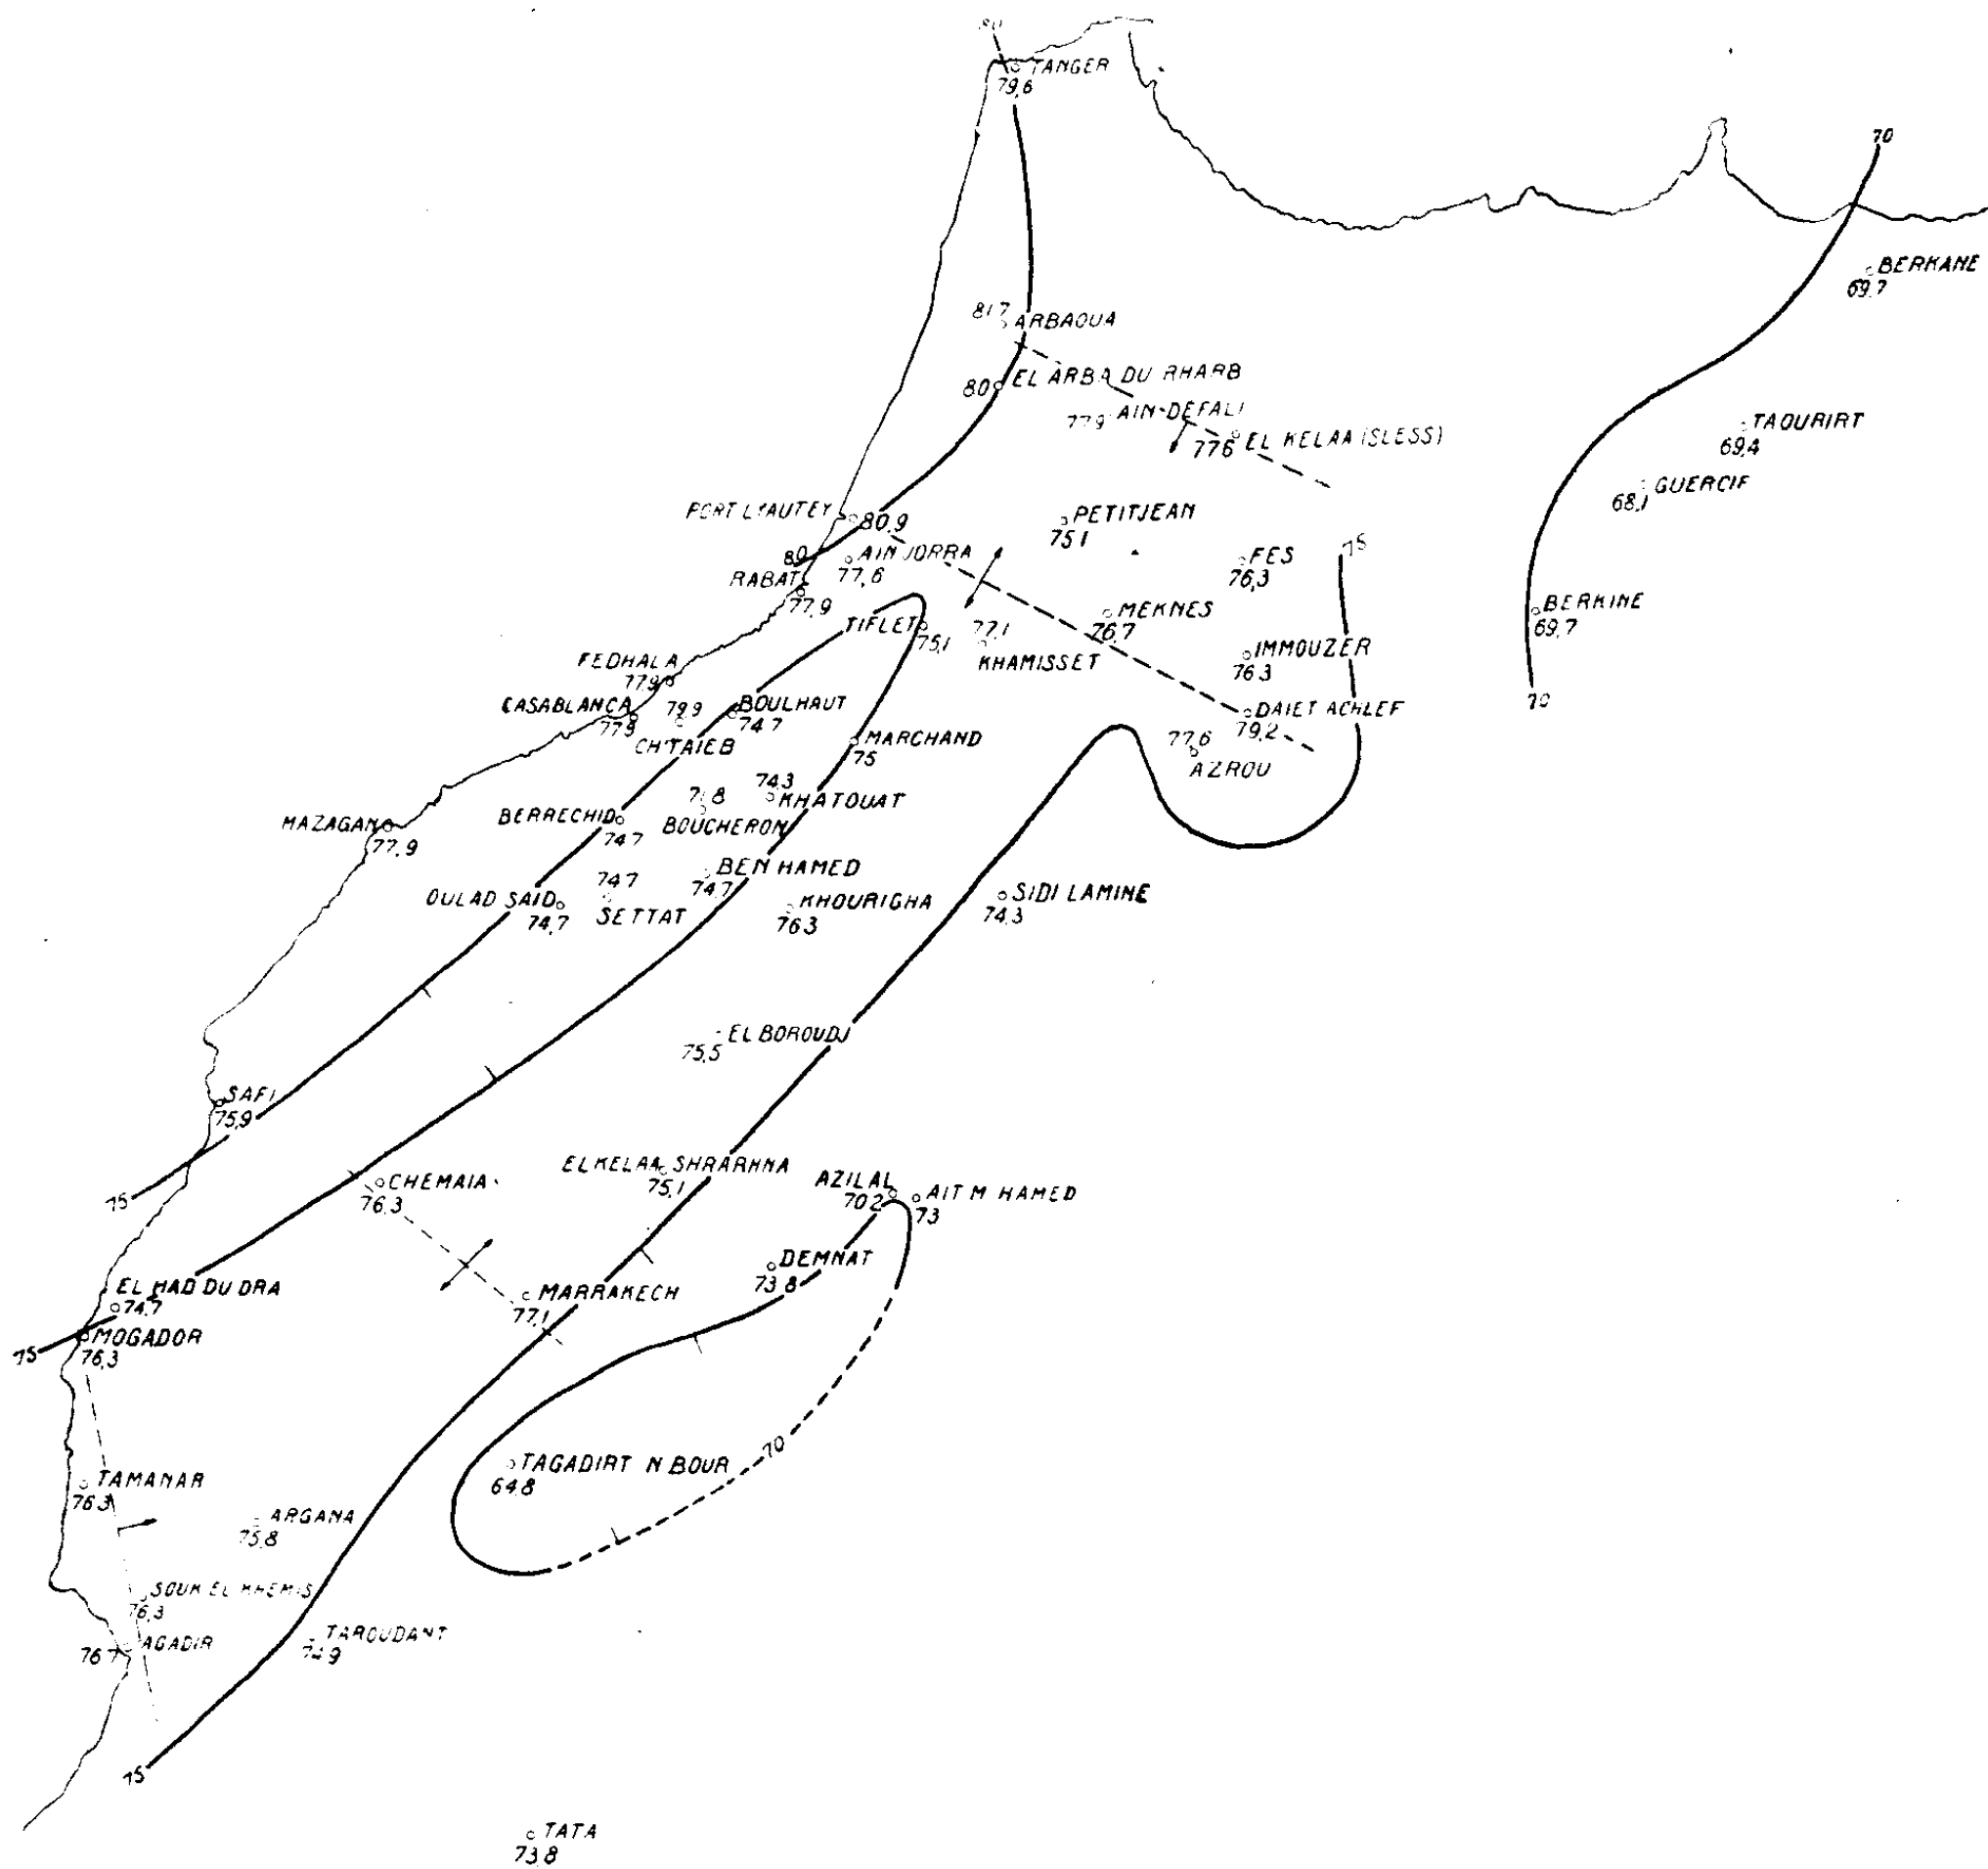 80
TANGER
79,6
70
BERKANE
69,7
81,7
ARBAOUA
80
EL ARBA DU RHARB
77,9
AIN-DEFALI
77,6
EL KELAA (SLESS)
TAOURIRT
69,4
GUERCIF
68,1
PORT LYAUTEY
80,9
PETITJEAN
75,1
80
AIN JORRA
77,6
FES
76,3
75
RABAT
77,9
MEKNES
76,7
BERKINE
69,7
TIFLET
75,1
77,1
KHAMISSET
IMMOUZER
76,3
FEDHALA
77,9
70
CASABLANCA
77,9
79,9
CH'TAIEB
BOULHAUT
74,7
DAIET ACHLEF
79,2
MARCHAND
75
77,6
AZROU
74,3
KHATOUAT
BOUCHERON
BERRECHID
74,7
MAZAGAN
77,9
BEN HAMED
74,7
OULAD SAID
74,7
74,7
SETTAT
KHOURIGHA
76,3
SIDI LAMINE
74,3
EL BOROUDJ
75,5
SAFI
75,9
75
CHEMAIA
76,3
EL KELAA SHRARHNA
75,1
AZILAL
70,2
AIT M HAMED
73
DEMNAT
73,8
EL HAD DU DRA
74,7
MARRAKECH
77,1
MOGADOR
76,3
75
70
TAGADIRT N BOUR
64,8
TAMANAR
76,3
ARGANA
75,8
SOUK EL KHEMIS
76,3
AGADIR
76,7
TAROUDANT
74,9
75
TATA
73,8